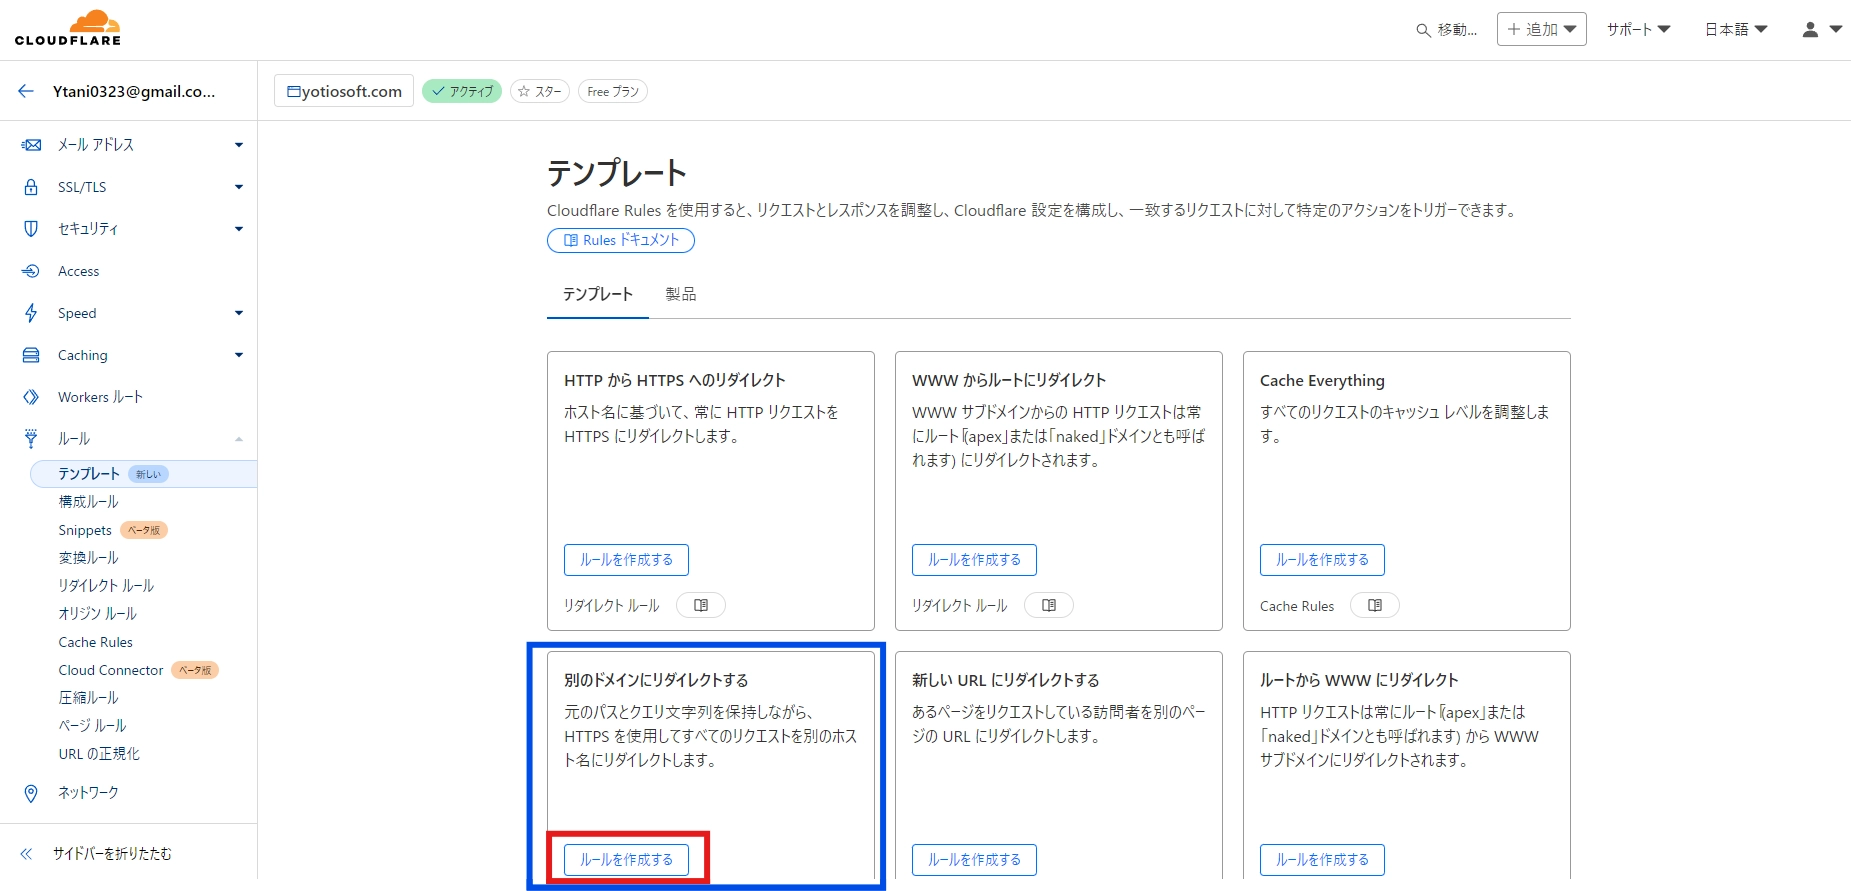 CLOUDFLARE
移動...
追加
サポート
日本語
Ytani0323@gmail.co...
yotiosoft.com
アクティブ
スター
Free プラン
メール アドレス
SSL/TLS
セキュリティ
Access
Speed
Caching
Workers ルート
ルール
テンプレート 新しい
構成ルール
Snippets ベータ版
変換ルール
リダイレクト ルール
オリジン ルール
Cache Rules
Cloud Connector ベータ版
圧縮ルール
ページ ルール
URL の正規化
ネットワーク
サイドバーを折りたたむ
テンプレート
Cloudflare Rules を使用すると、リクエストとレスポンスを調整し、Cloudflare 設定を構成し、一致するリクエストに対して特定のアクションをトリガーできます。
Rules ドキュメント
テンプレート 製品
HTTP から HTTPS へのリダイレクト
ホスト名に基づいて、常に HTTP リクエストを
HTTPS にリダイレクトします。
ルールを作成する
リダイレクト ルール
WWW からルートにリダイレクト
WWW サブドメインからの HTTP リクエストは常
にルート「(apex」または「naked」ドメインとも呼ば
れます) にリダイレクトされます。
ルールを作成する
リダイレクト ルール
Cache Everything
すべてのリクエストのキャッシュ レベルを調整しま
す。
ルールを作成する
Cache Rules
別のドメインにリダイレクトする
元のパスとクエリ文字列を保持しながら、
HTTPS を使用してすべてのリクエストを別のホス
ト名にリダイレクトします。
ルールを作成する
新しい URL にリダイレクトする
あるページをリクエストしている訪問者を別のペー
ジの URL にリダイレクトします。
ルールを作成する
ルートから WWW にリダイレクト
HTTP リクエストは常にルート「(apex」または
「naked」ドメインとも呼ばれます) から WWW
サブドメインにリダイレクトされます。
ルールを作成する